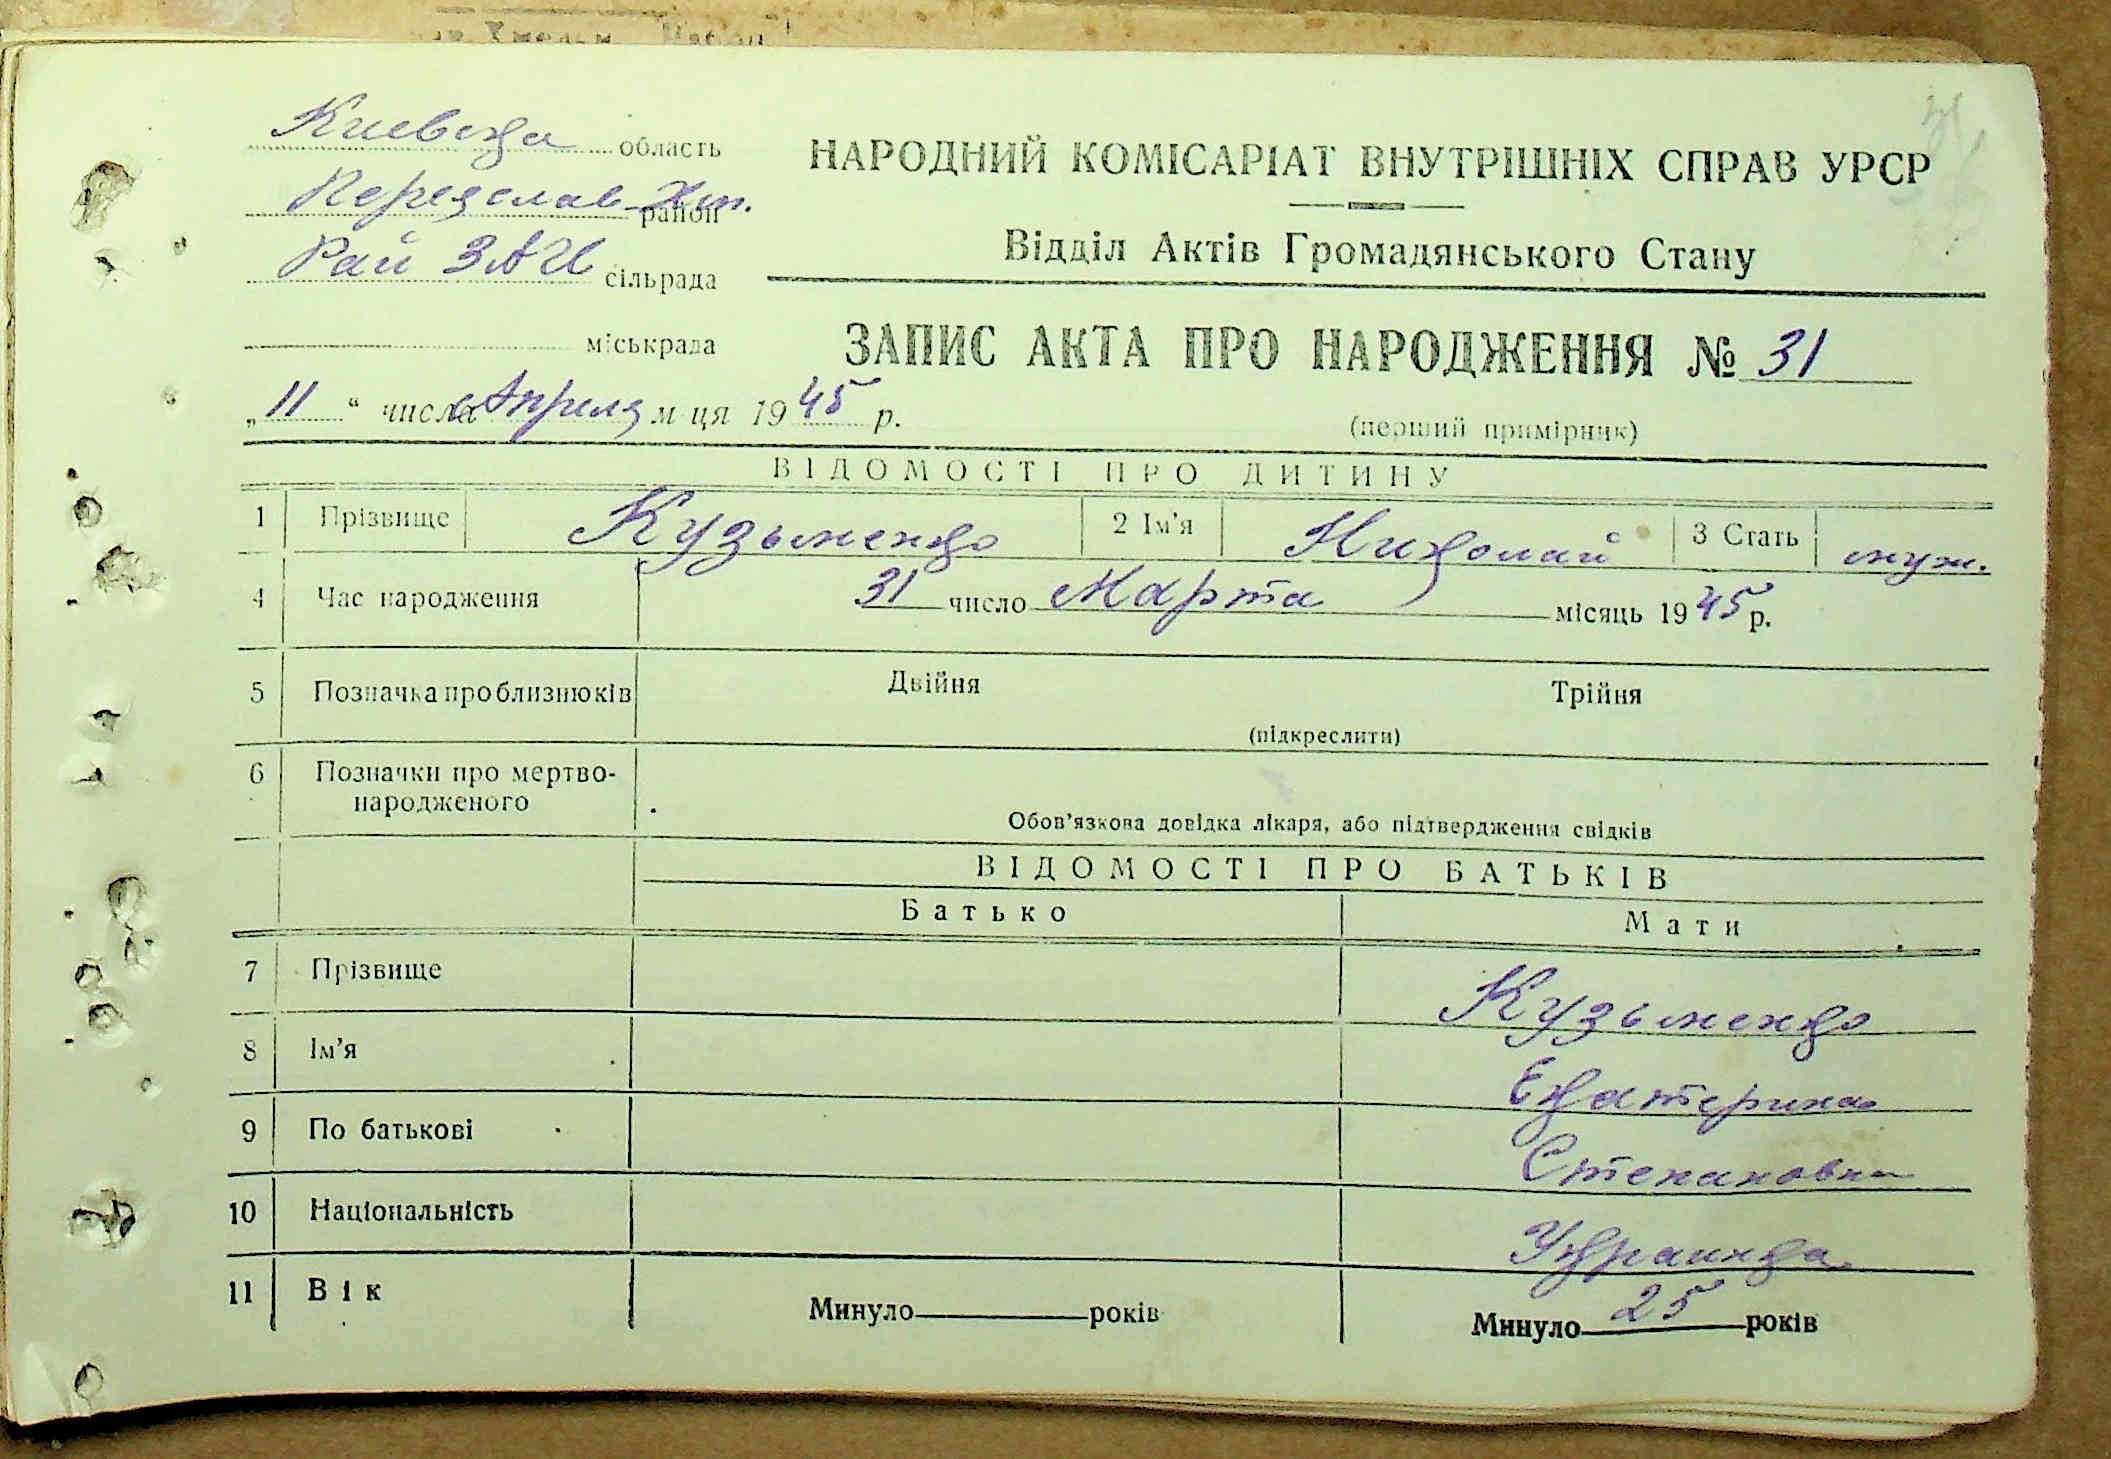 Киевска область
Переяслав-Хм. район
Рай ЗАГС сільрада
міськрада
НАРОДНИЙ КОМІСАРІАТ ВНУТРІШНІХ СПРАВ УРСР
Відділ Актів Громадянського Стану
ЗАПИС АКТА ПРО НАРОДЖЕННЯ № 31
„11“ числа Апреля м-ця 1945 р.
(перший примірник)
ВІДОМОСТІ ПРО ДИТИНУ
1 Прізвище Кузьменко 2 Ім'я Николай 3 Стать муж.
4 Час народження 31 число Марта місяць 1945 р.
5 Позначка про близнюків Двійня Трійня
(підкреслити)
6 Позначки про мертво-
народженого
Обов'язкова довідка лікаря, або підтвердження свідків
ВІДОМОСТІ ПРО БАТЬКІВ
Батько Мати
7 Прізвище Кузьменко
8 Ім'я Екатерина
9 По батькові Степановна
10 Національність Украинка
11 Вік Минуло років Минуло 25 років